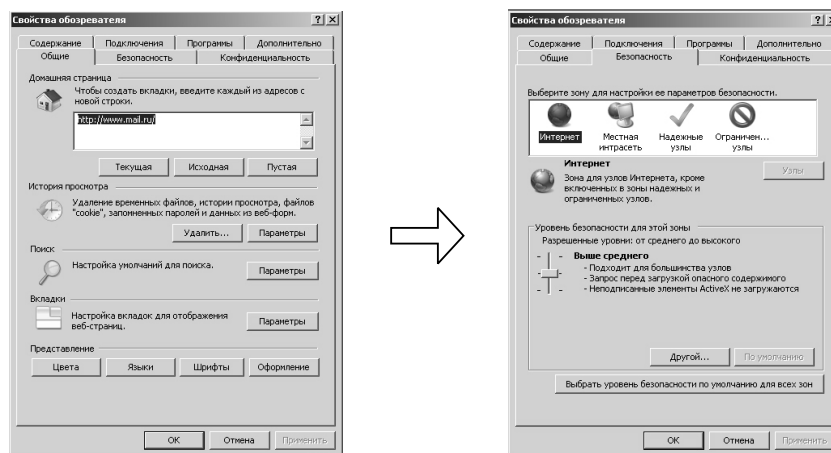 Свойства обозревателя
Содержание Подключения Программы Дополнительно
Общие Безопасность Конфиденциальность
Домашняя страница
Чтобы создать вкладки, введите каждый из адресов с
новой строки.
http://www.mail.ru/
Текущая Исходная Пустая
История просмотра
Удаление временных файлов, истории просмотра, файлов
"cookie", запомненных паролей и данных из веб-форм.
Удалить... Параметры
Поиск
Настройка умолчаний для поиска.
Параметры
Вкладки
Настройка вкладок для отображения
веб-страниц.
Параметры
Представление
Цвета Языки Шрифты Оформление
OK Отмена Применить
Свойства обозревателя
Содержание Подключения Программы Дополнительно
Общие Безопасность Конфиденциальность
Выберите зону для настройки ее параметров безопасности.
Интернет Местная интрасеть Надежные узлы Ограничен... узлы
Интернет
Узлы
Зона для узлов Интернета, кроме
включенных в зоны надежных и
ограниченных узлов.
Уровень безопасности для этой зоны
Разрешенные уровни: от среднего до высокого
Выше среднего
- Подходит для большинства узлов
- Запрос перед загрузкой опасного содержимого
- Неподписанные элементы ActiveX не загружаются
Другой... По умолчанию
Выбрать уровень безопасности по умолчанию для всех зон
OK Отмена Применить